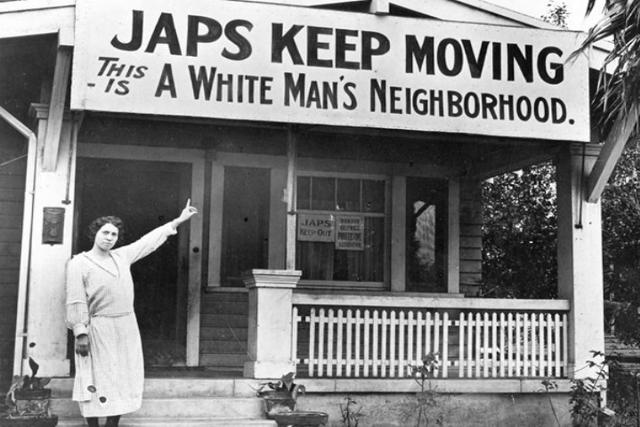 JAPS KEEP MOVING
THIS - IS - A WHITE MAN'S NEIGHBORHOOD.
JAPS
KEEP OUT